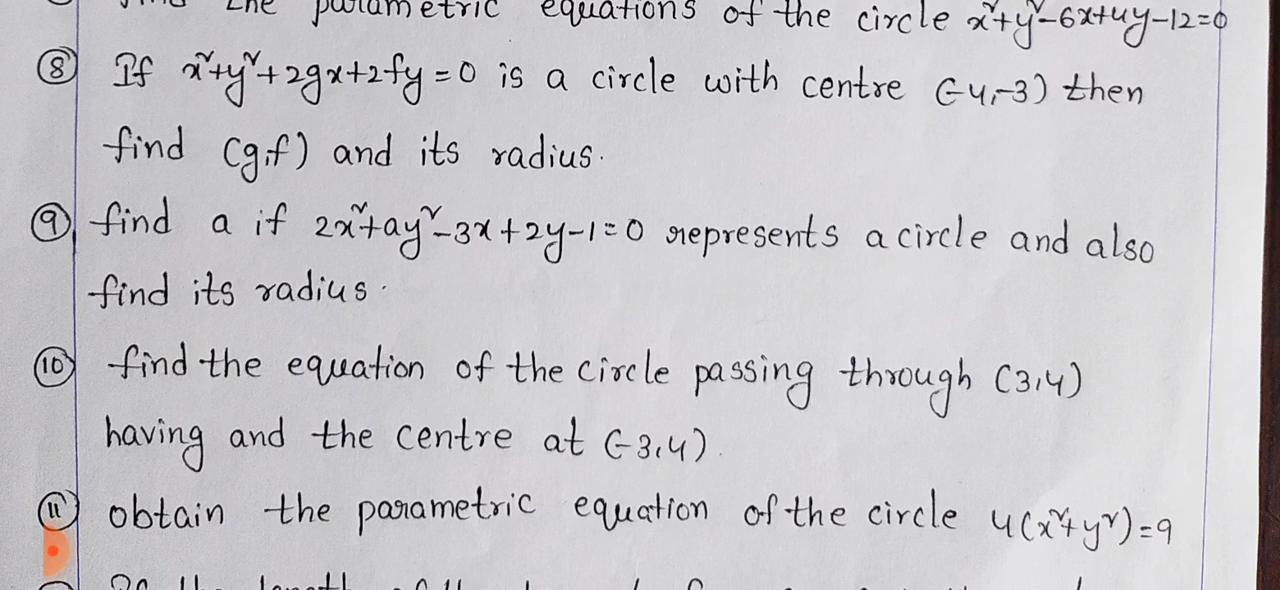 the parametric equations of the circle x²+y²-6x+4y-12=0
⑧ If x²+y²+2gx+2fy=0 is a circle with centre (-4,-3) then
find (g,f) and its radius.
⑨ find a if 2x²+ay²-3x+2y-1=0 represents a circle and also
find its radius.
⑩ find the equation of the circle passing through (3,4)
having and the centre at (-3,4).
⑪ obtain the parametric equation of the circle 4(x²+y²)=9